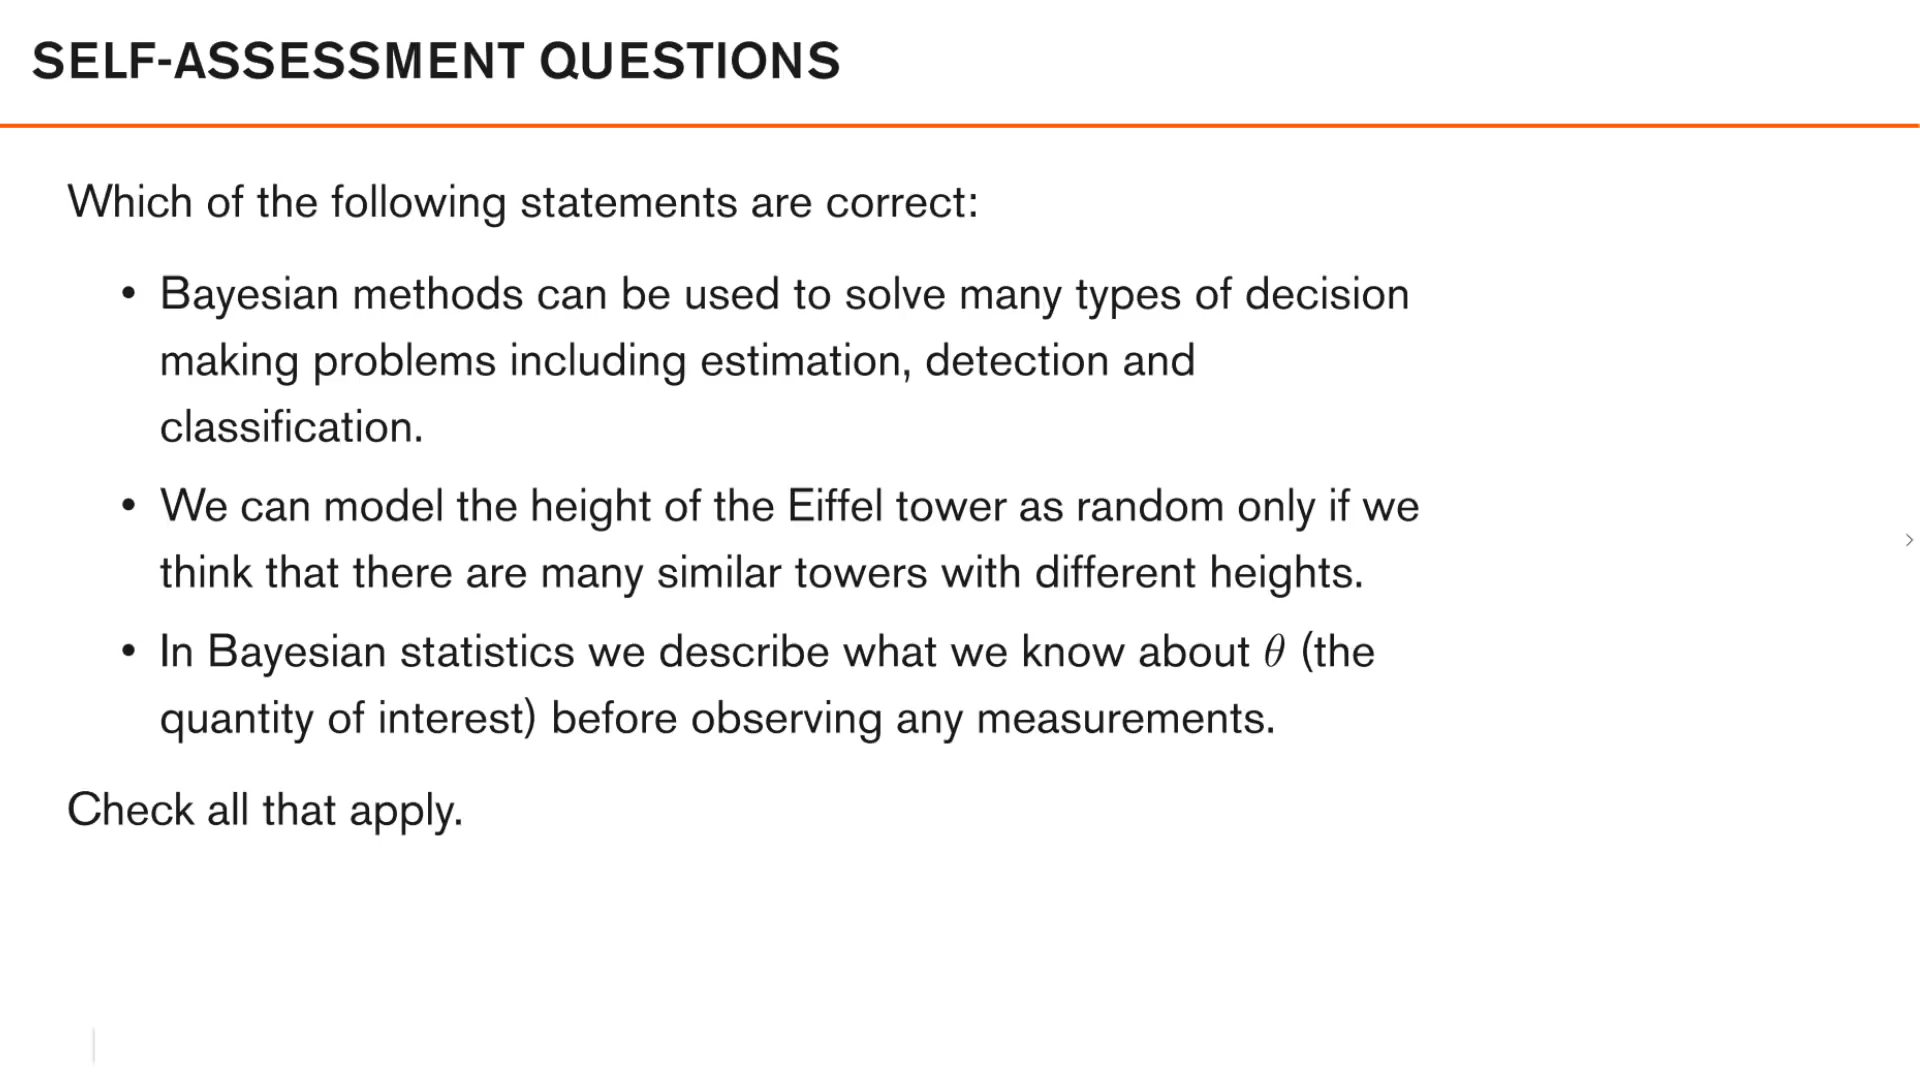 SELF-ASSESSMENT QUESTIONS
Which of the following statements are correct:
• Bayesian methods can be used to solve many types of decision
making problems including estimation, detection and
classification.
• We can model the height of the Eiffel tower as random only if we
think that there are many similar towers with different heights.
• In Bayesian statistics we describe what we know about θ (the
quantity of interest) before observing any measurements.
Check all that apply.